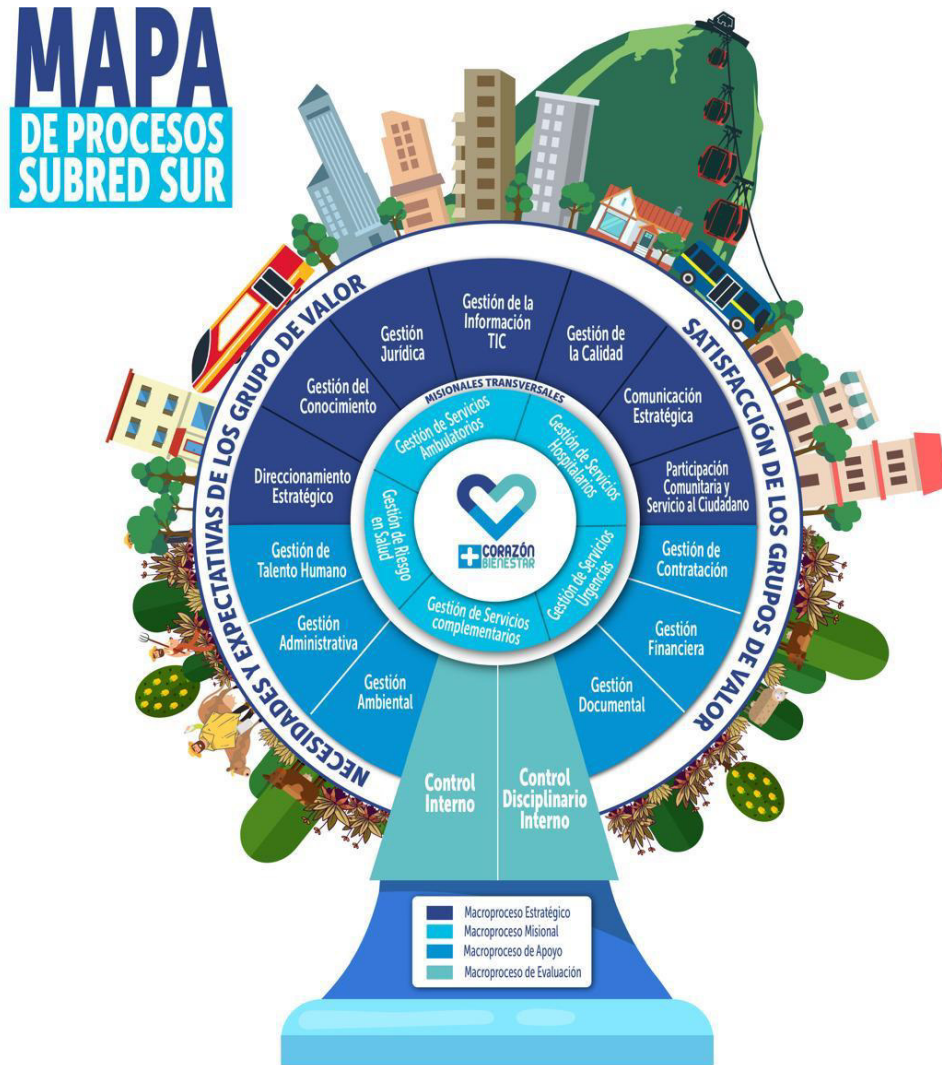 MAPA
DE PROCESOS
SUBRED SUR
NECESIDADES Y EXPECTATIVAS DE LOS GRUPO DE VALOR
SATISFACCIÓN DE LOS GRUPOS DE VALOR
Direccionamiento
Estratégico
Gestión del
Conocimiento
Gestión
Jurídica
Gestión de la
Información
TIC
Gestión de
la Calidad
Comunicación
Estratégica
Participación
Comunitaria y
Servicio al Ciudadano
MISIONALES TRANSVERSALES
Gestión de Servicios
Ambulatorios
Gestión de Servicios
Hospitalarios
Gestión de Riesgo
en Salud
Gestión de Servicios
Urgencias
Gestión de Servicios
complementarios
CORAZÓN
BIENESTAR
Gestión de
Talento Humano
Gestión
Administrativa
Gestión
Ambiental
Gestión de
Contratación
Gestión
Financiera
Gestión
Documental
Control
Interno
Control
Disciplinario
Interno
Macroproceso Estratégico
Macroproceso Misional
Macroproceso de Apoyo
Macroproceso de Evaluación